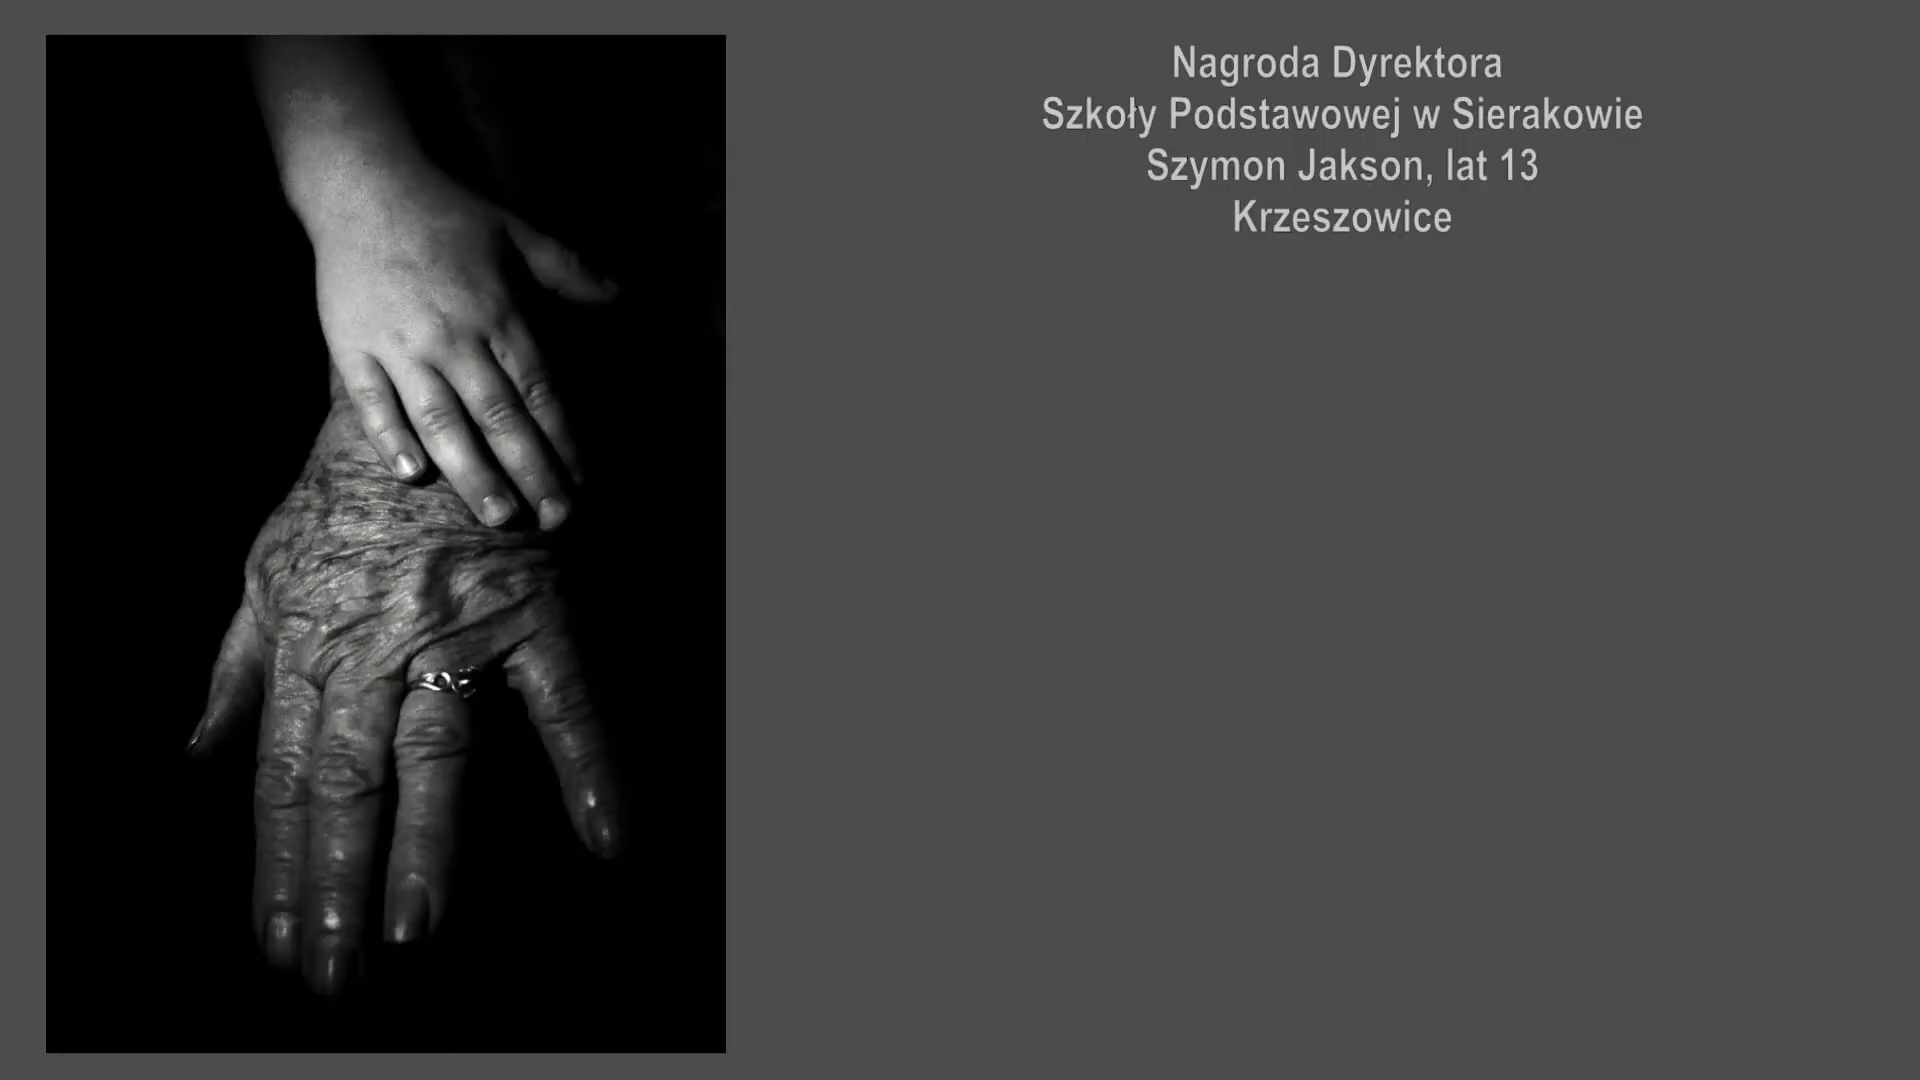 Nagroda Dyrektora
Szkoły Podstawowej w Sierakowie
Szymon Jakson, lat 13
Krzeszowice